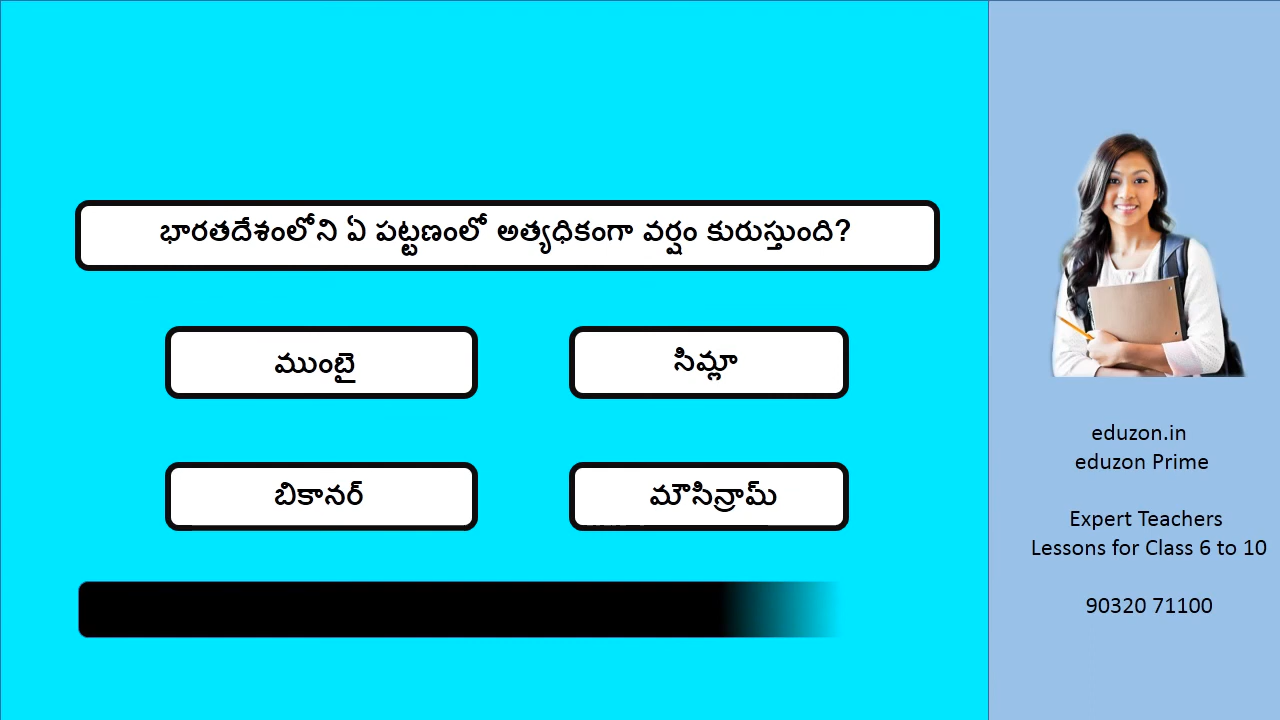 భారతదేశంలోని ఏ పట్టణంలో అత్యధికంగా వర్షం కురుస్తుంది?
ముంబై
సిమ్లా
బికానర్
మౌసిన్రామ్
eduzon.in
eduzon Prime
Expert Teachers
Lessons for Class 6 to 10
90320 71100